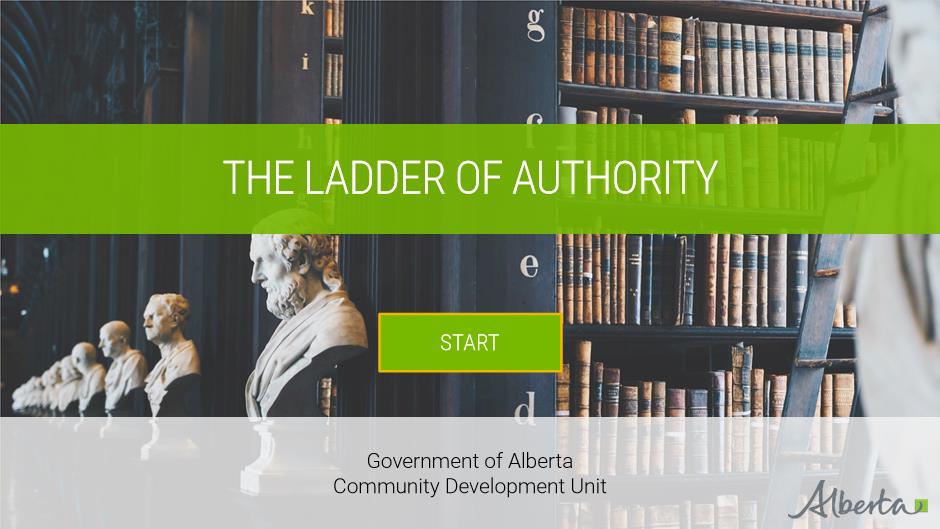 k
i
h
g
f
THE LADDER OF AUTHORITY
e
START
d
Government of Alberta
Community Development Unit
Alberta